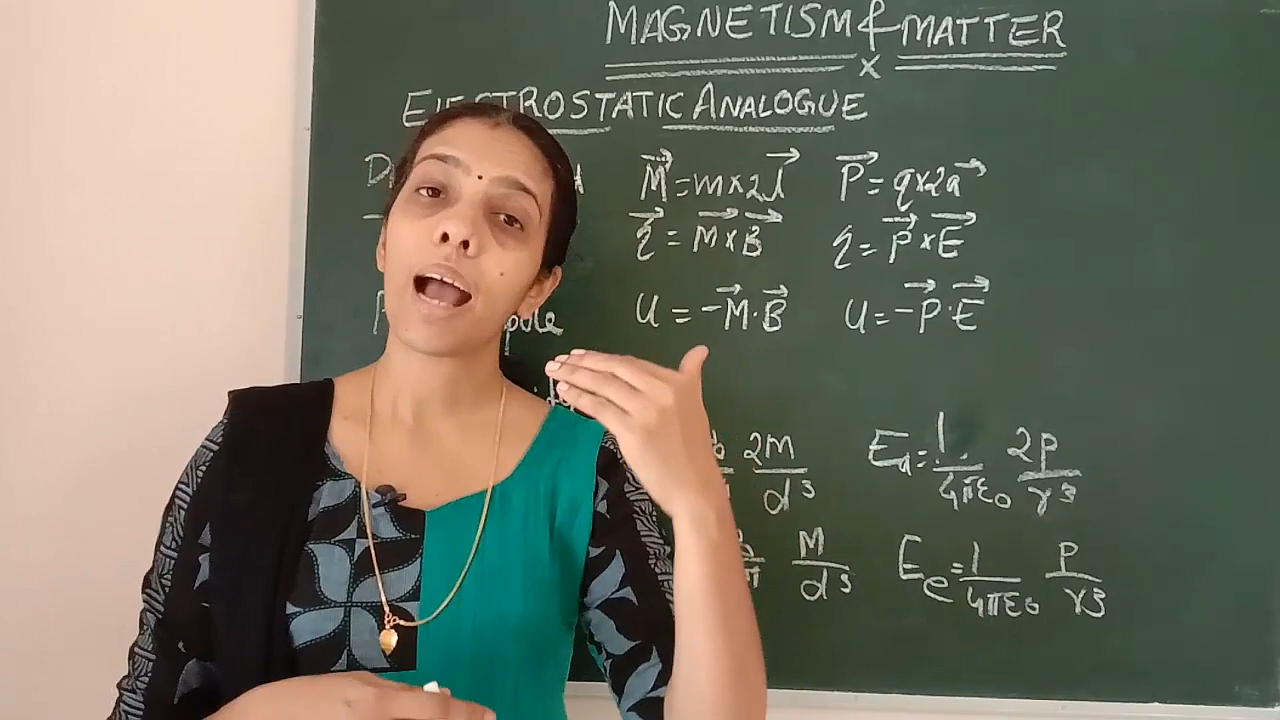 MAGNETISM & MATTER
ELECTROSTATIC ANALOGUE
M⃗ = m×2l⃗ P⃗ = q×2a⃗
τ⃗ = M⃗×B⃗ τ = P⃗×E⃗
U = -M⃗·B⃗ U = -P⃗·E⃗
2M/d³ Ea = 1/4πε₀ 2P/r³
M/d³ Ee = 1/4πε₀ P/r³